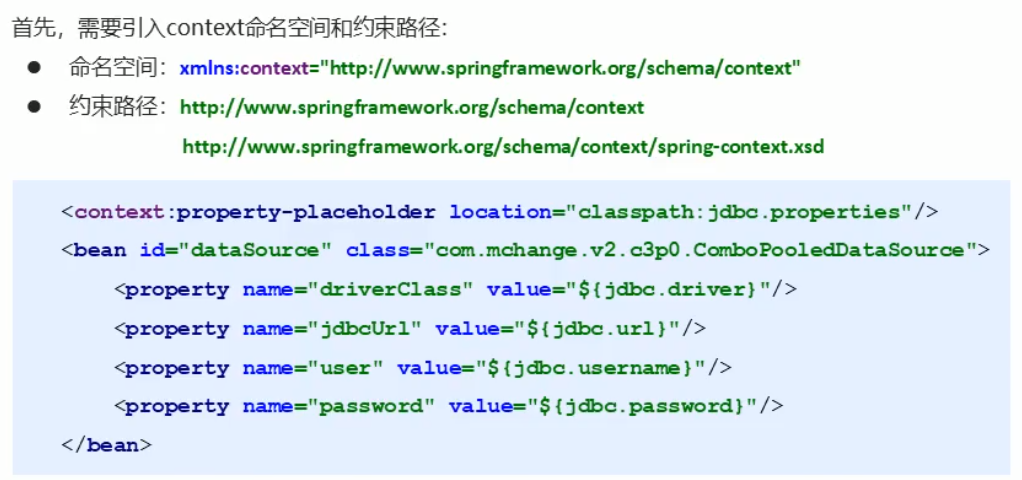 首先，需要引入context命名空间和约束路径：
● 命名空间：xmlns:context="http://www.springframework.org/schema/context"
● 约束路径：http://www.springframework.org/schema/context
http://www.springframework.org/schema/context/spring-context.xsd
<context:property-placeholder location="classpath:jdbc.properties"/>
<bean id="dataSource" class="com.mchange.v2.c3p0.ComboPooledDataSource">
    <property name="driverClass" value="${jdbc.driver}"/>
    <property name="jdbcUrl" value="${jdbc.url}"/>
    <property name="user" value="${jdbc.username}"/>
    <property name="password" value="${jdbc.password}"/>
</bean>